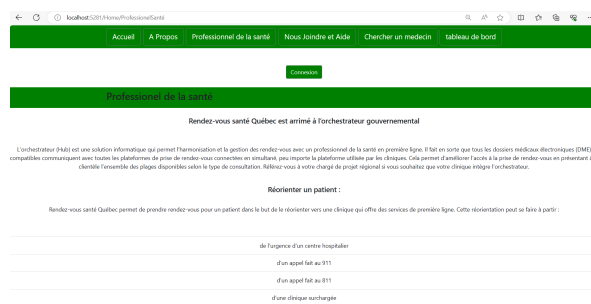 localhost:5281/Home/ProfessionelSanté
Accueil A Propos Professionnel de la santé Nous Joindre et Aide Chercher un medecin tableau de bord
Connexion
Professionel de la santé
Rendez-vous santé Québec est arrimé à l'orchestrateur gouvernemental
L'orchestrateur (Hub) est une solution informatique qui permet l'harmonisation et la gestion des rendez-vous avec un professionnel de la santé en première ligne. Il fait en sorte que tous les dossiers médicaux électroniques (DME)
compatibles communiquent avec toutes les plateformes de prise de rendez-vous connectées en simultané, peu importe la plateforme utilisée par les cliniques. Cela permet d'améliorer l'accès à la prise de rendez-vous en présentant à
clientèle l'ensemble des plages disponibles selon le type de consultation. Référez-vous à votre chargé de projet régional si vous souhaitez que votre clinique intègre l'orchestrateur.
Réorienter un patient :
Rendez-vous santé Québec permet de prendre rendez-vous pour un patient dans le but de le réorienter vers une clinique qui offre des services de première ligne. Cette réorientation peut se faire à partir :
de l'urgence d'un centre hospitalier
d'un appel fait au 911
d'un appel fait au 811
d'une clinique surchargée